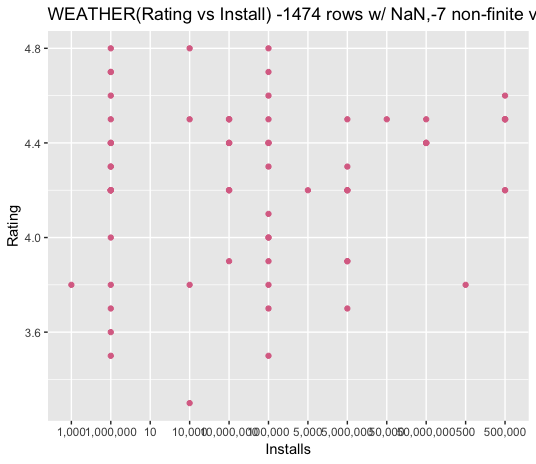 WEATHER(Rating vs Install) -1474 rows w/ NaN,-7 non-finite v
4.8
4.4
4.0
3.6
Rating
1,000 1,000,000 10 10,000 10,000,000 100,000 5,000 5,000,000 50,000 50,000,000 500 500,000
Installs